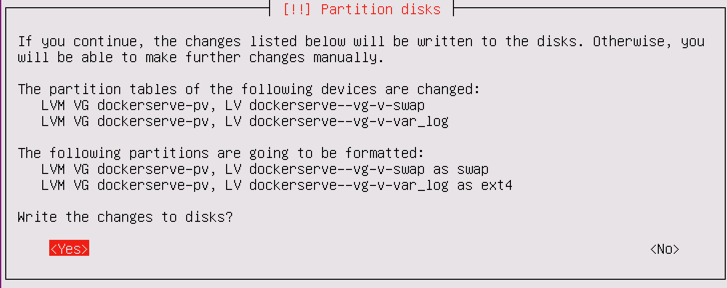 [!!] Partition disks
If you continue, the changes listed below will be written to the disks. Otherwise, you
will be able to make further changes manually.
The partition tables of the following devices are changed:
LVM VG dockerserve-pv, LV dockerserve--vg-v-swap
LVM VG dockerserve-pv, LV dockerserve--vg-v-var_log
The following partitions are going to be formatted:
LVM VG dockerserve-pv, LV dockerserve--vg-v-swap as swap
LVM VG dockerserve-pv, LV dockerserve--vg-v-var_log as ext4
Write the changes to disks?
<Yes> <No>